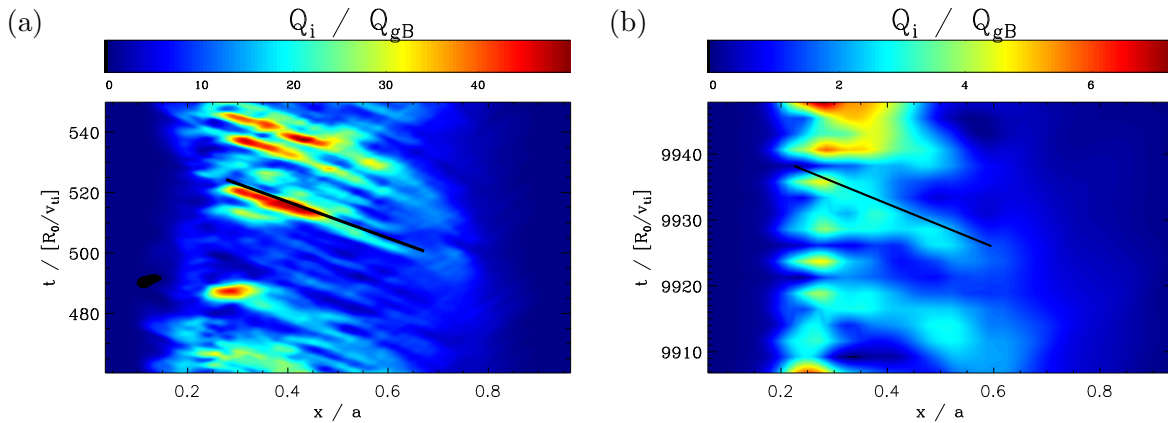 (a)
Q_i / Q_gB
0 10 20 30 40
t / [R_0/v_ti]
540
520
500
480
0.2 0.4 0.6 0.8
x / a
(b)
Q_i / Q_gB
0 2 4 6
t / [R_0/v_ti]
9940
9930
9920
9910
0.2 0.4 0.6 0.8
x / a